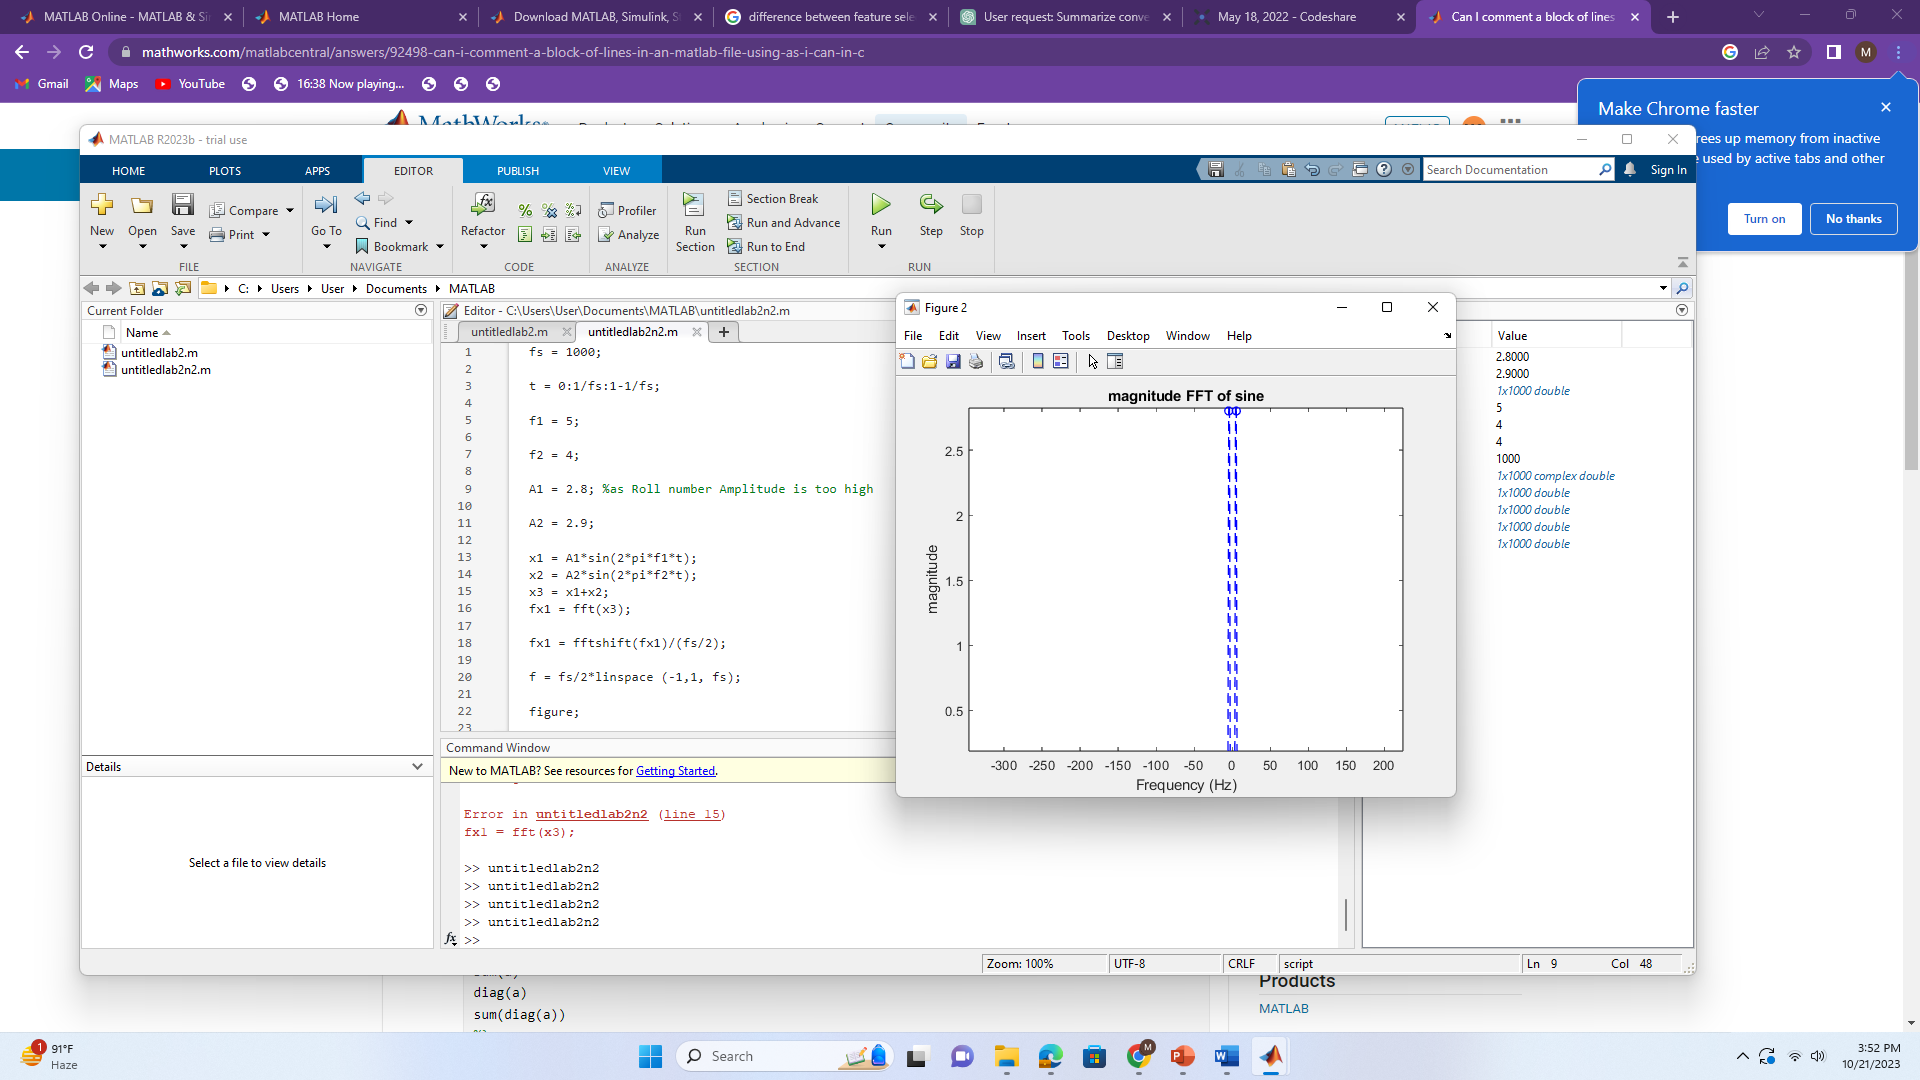 MATLAB Online - MATLAB & Si
MATLAB Home
Download MATLAB, Simulink, S
difference between feature sele
User request: Summarize conve
May 18, 2022 - Codeshare
Can I comment a block of lines
mathworks.com/matlabcentral/answers/92498-can-i-comment-a-block-of-lines-in-an-matlab-file-using-as-i-can-in-c
M
Gmail
Maps
YouTube
16:38 Now playing...
Make Chrome faster
rees up memory from inactive
used by active tabs and other
Turn on
No thanks
MATLAB R2023b - trial use
HOME
PLOTS
APPS
EDITOR
PUBLISH
VIEW
Search Documentation
Sign In
New
Open
Save
Compare
Print
Go To
Find
Bookmark
Refactor
Profiler
Analyze
Run
Section
Section Break
Run and Advance
Run to End
Run
Step
Stop
FILE
NAVIGATE
CODE
ANALYZE
SECTION
RUN
C:
Users
User
Documents
MATLAB
Current Folder
Name
untitledlab2.m
untitledlab2n2.m
Details
Select a file to view details
Editor - C:\Users\User\Documents\MATLAB\untitledlab2n2.m
untitledlab2.m
untitledlab2n2.m
1 fs = 1000;
2
3 t = 0:1/fs:1-1/fs;
4
5 f1 = 5;
6
7 f2 = 4;
8
9 A1 = 2.8; %as Roll number Amplitude is too high
10
11 A2 = 2.9;
12
13 x1 = A1*sin(2*pi*f1*t);
14 x2 = A2*sin(2*pi*f2*t);
15 x3 = x1+x2;
16 fx1 = fft(x3);
17
18 fx1 = fftshift(fx1)/(fs/2);
19
20 f = fs/2*linspace (-1,1, fs);
21
22 figure;
23
Command Window
New to MATLAB? See resources for Getting Started.
Error in untitledlab2n2 (line 15)
fx1 = fft(x3);
>> untitledlab2n2
>> untitledlab2n2
>> untitledlab2n2
>> untitledlab2n2
fx >>
Figure 2
File
Edit
View
Insert
Tools
Desktop
Window
Help
magnitude FFT of sine
magnitude
2.5
2
1.5
1
0.5
-300 -250 -200 -150 -100 -50 0 50 100 150 200
Frequency (Hz)
Value
2.8000
2.9000
1x1000 double
5
4
4
1000
1x1000 complex double
1x1000 double
1x1000 double
1x1000 double
1x1000 double
Zoom: 100%
UTF-8
CRLF
script
Ln 9
Col 48
diag(a)
sum(diag(a))
Products
MATLAB
1
91°F
Haze
Search
M
3:52 PM
10/21/2023